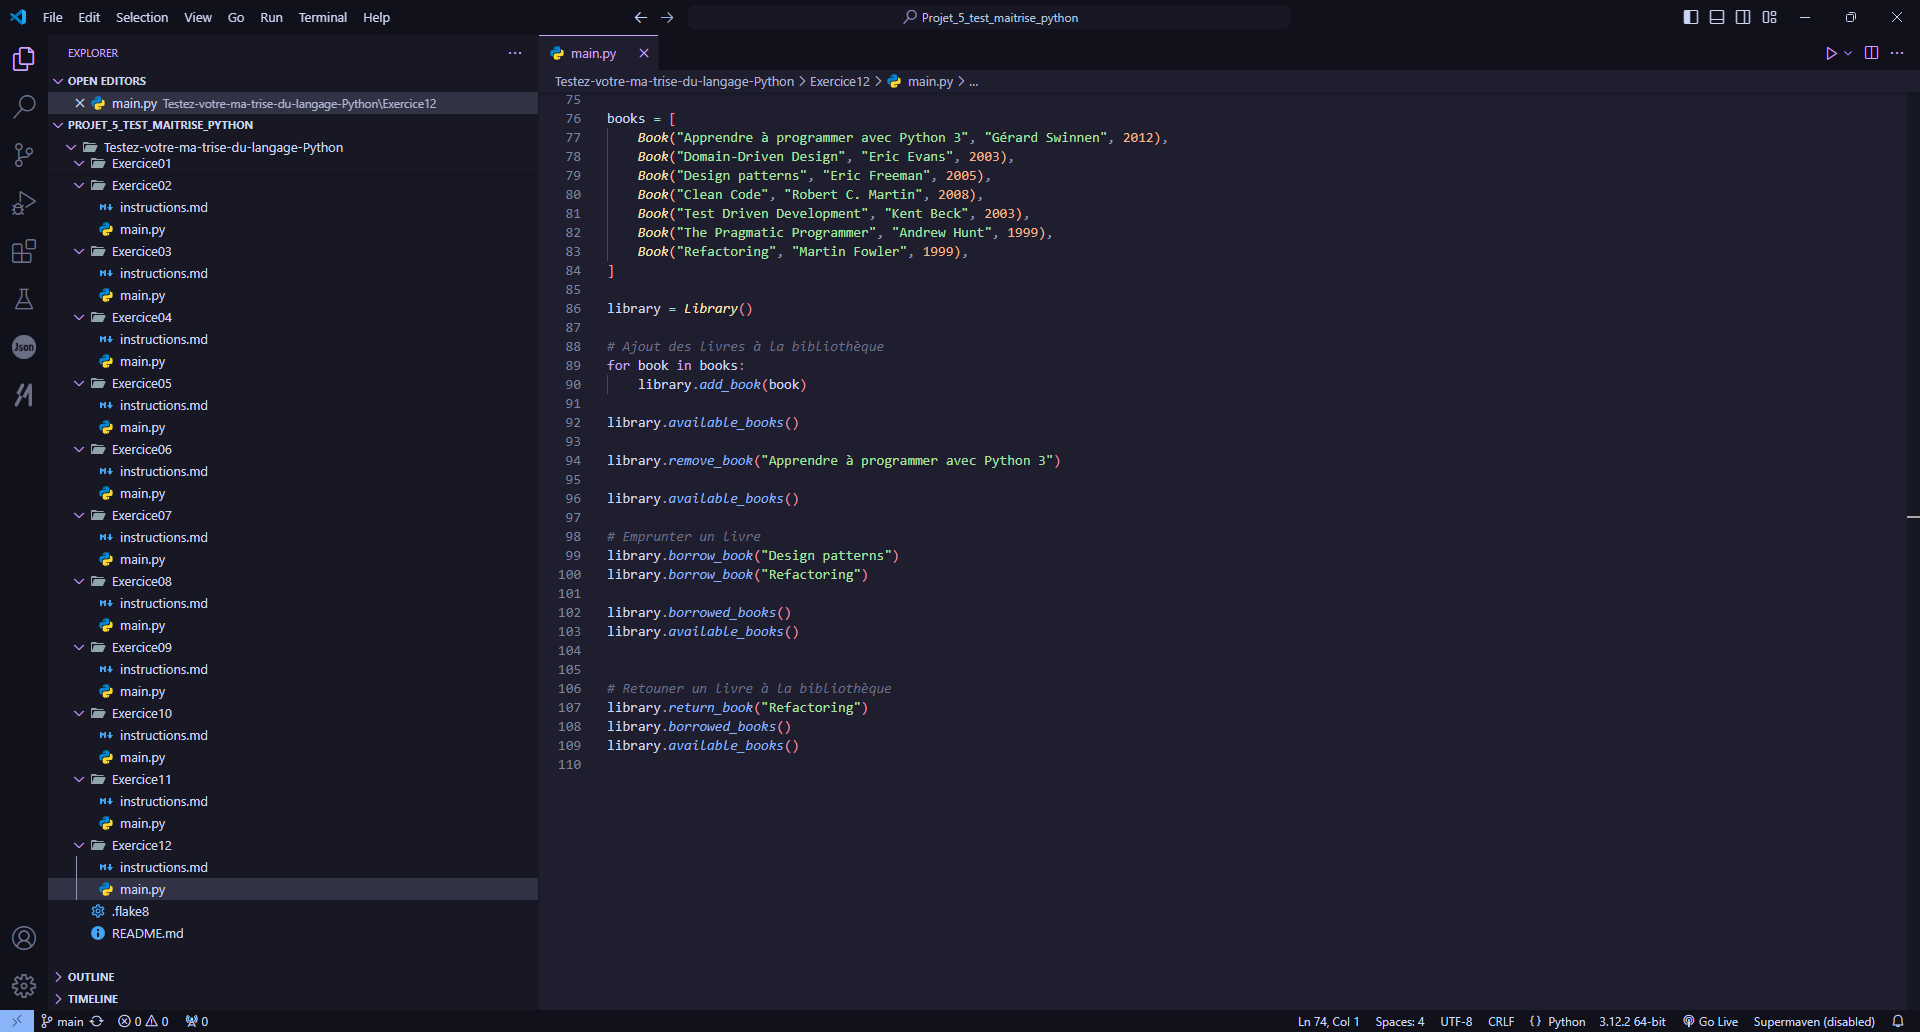 File Edit Selection View Go Run Terminal Help
Projet_5_test_maitrise_python
EXPLORER
OPEN EDITORS
main.py Testez-votre-ma-trise-du-langage-Python\Exercice12
PROJET_5_TEST_MAITRISE_PYTHON
Testez-votre-ma-trise-du-langage-Python
Exercice01
Exercice02
instructions.md
main.py
Exercice03
instructions.md
main.py
Exercice04
instructions.md
main.py
Exercice05
instructions.md
main.py
Exercice06
instructions.md
main.py
Exercice07
instructions.md
main.py
Exercice08
instructions.md
main.py
Exercice09
instructions.md
main.py
Exercice10
instructions.md
main.py
Exercice11
instructions.md
main.py
Exercice12
instructions.md
main.py
.flake8
README.md
OUTLINE
TIMELINE
Json
main.py
Testez-votre-ma-trise-du-langage-Python > Exercice12 > main.py > ...
75
76 books = [
77     Book("Apprendre à programmer avec Python 3", "Gérard Swinnen", 2012),
78     Book("Domain-Driven Design", "Eric Evans", 2003),
79     Book("Design patterns", "Eric Freeman", 2005),
80     Book("Clean Code", "Robert C. Martin", 2008),
81     Book("Test Driven Development", "Kent Beck", 2003),
82     Book("The Pragmatic Programmer", "Andrew Hunt", 1999),
83     Book("Refactoring", "Martin Fowler", 1999),
84 ]
85
86 library = Library()
87
88 # Ajout des livres à la bibliothèque
89 for book in books:
90     library.add_book(book)
91
92 library.available_books()
93
94 library.remove_book("Apprendre à programmer avec Python 3")
95
96 library.available_books()
97
98 # Emprunter un livre
99 library.borrow_book("Design patterns")
100 library.borrow_book("Refactoring")
101
102 library.borrowed_books()
103 library.available_books()
104
105
106 # Retouner un livre à la bibliothèque
107 library.return_book("Refactoring")
108 library.borrowed_books()
109 library.available_books()
110
main 0 0 0 Ln 74, Col 1 Spaces: 4 UTF-8 CRLF {} Python 3.12.2 64-bit Go Live Supermaven (disabled)